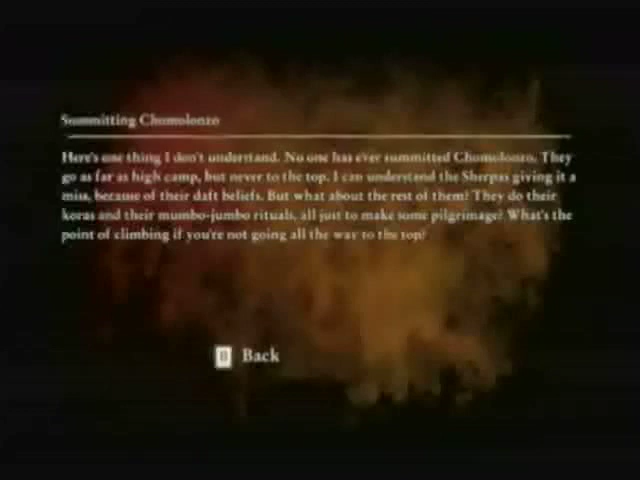 Summitting Chomolonzo
Here's one thing I don't understand. No one has ever summitted Chomolonzo. They
go as far as high camp, but never to the top. I can understand the Sherpas giving it a
miss, because of their daft beliefs. But what about the rest of them? They do their
koras and their mumbo-jumbo rituals, all just to make some pilgrimage? What's the
point of climbing if you're not going all the way to the top?
Back